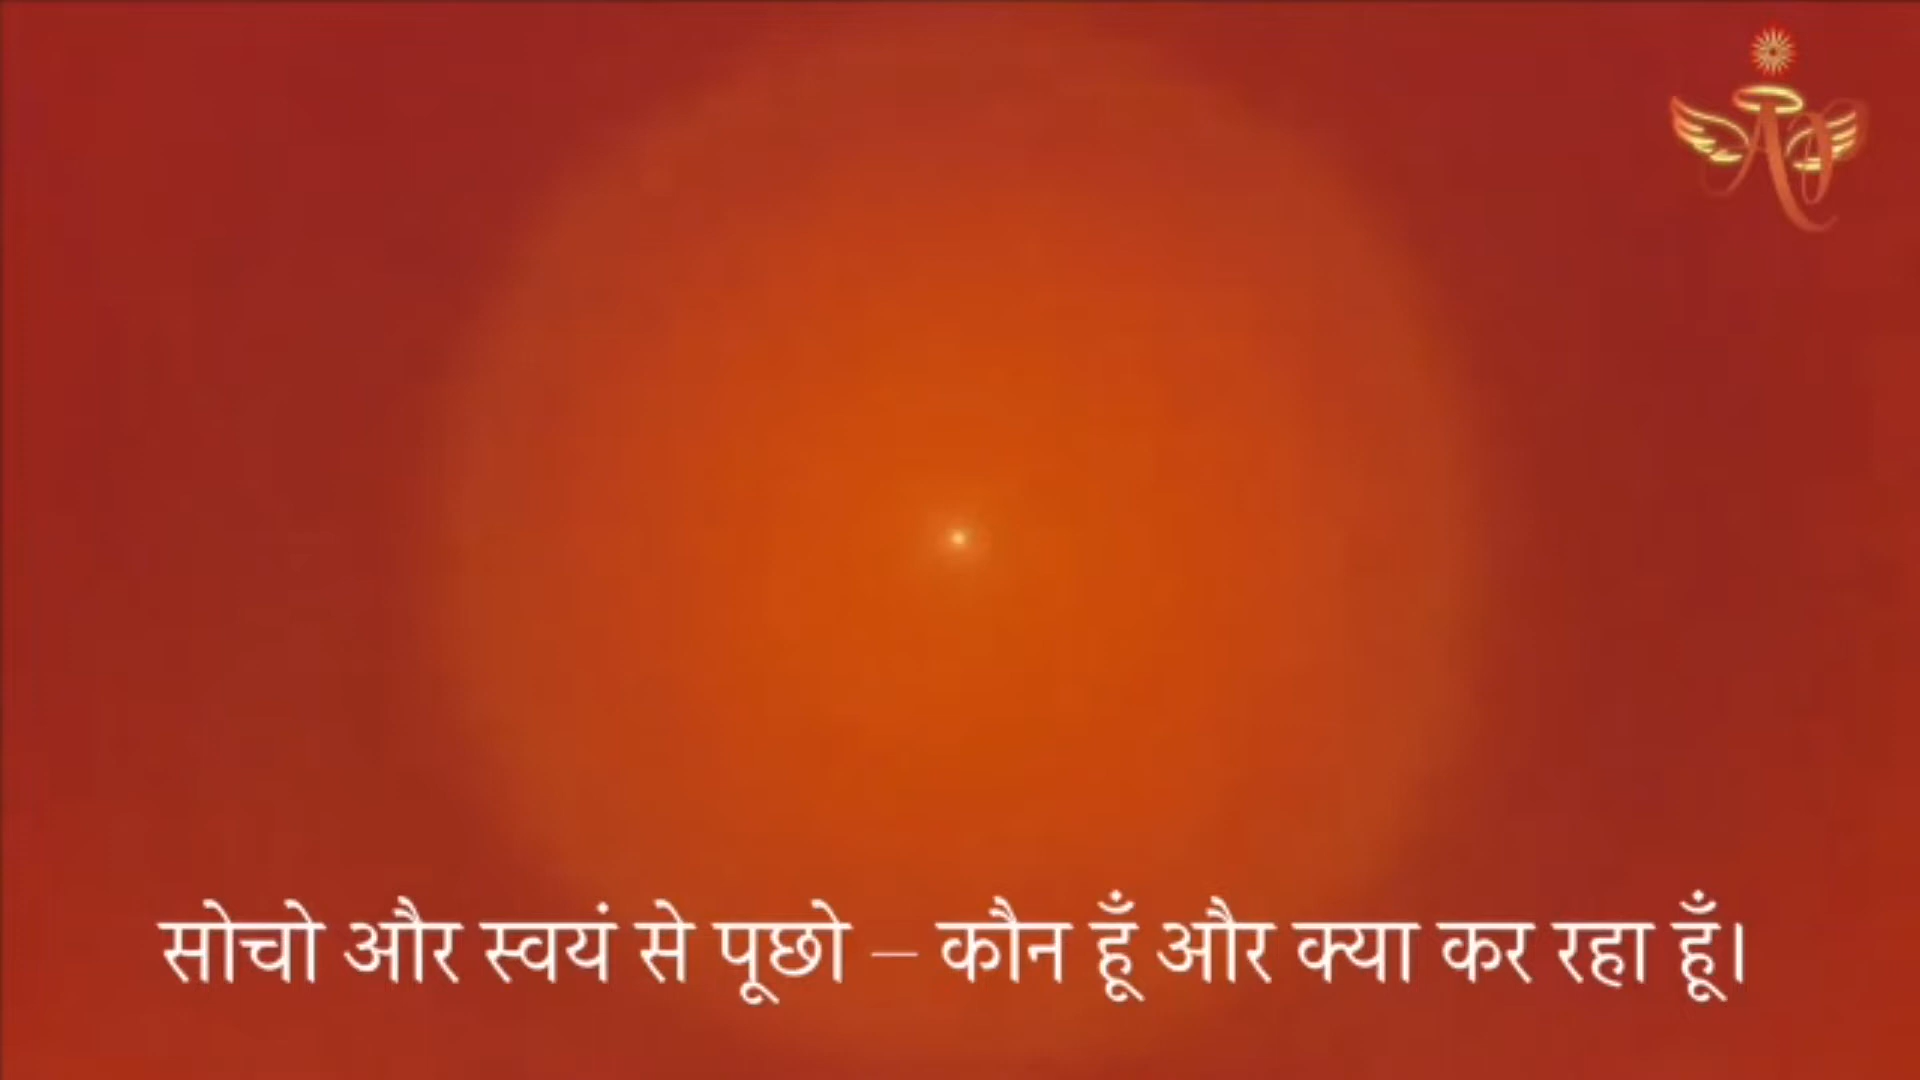 सोचो और स्वयं से पूछो – कौन हूँ और क्या कर रहा हूँ।